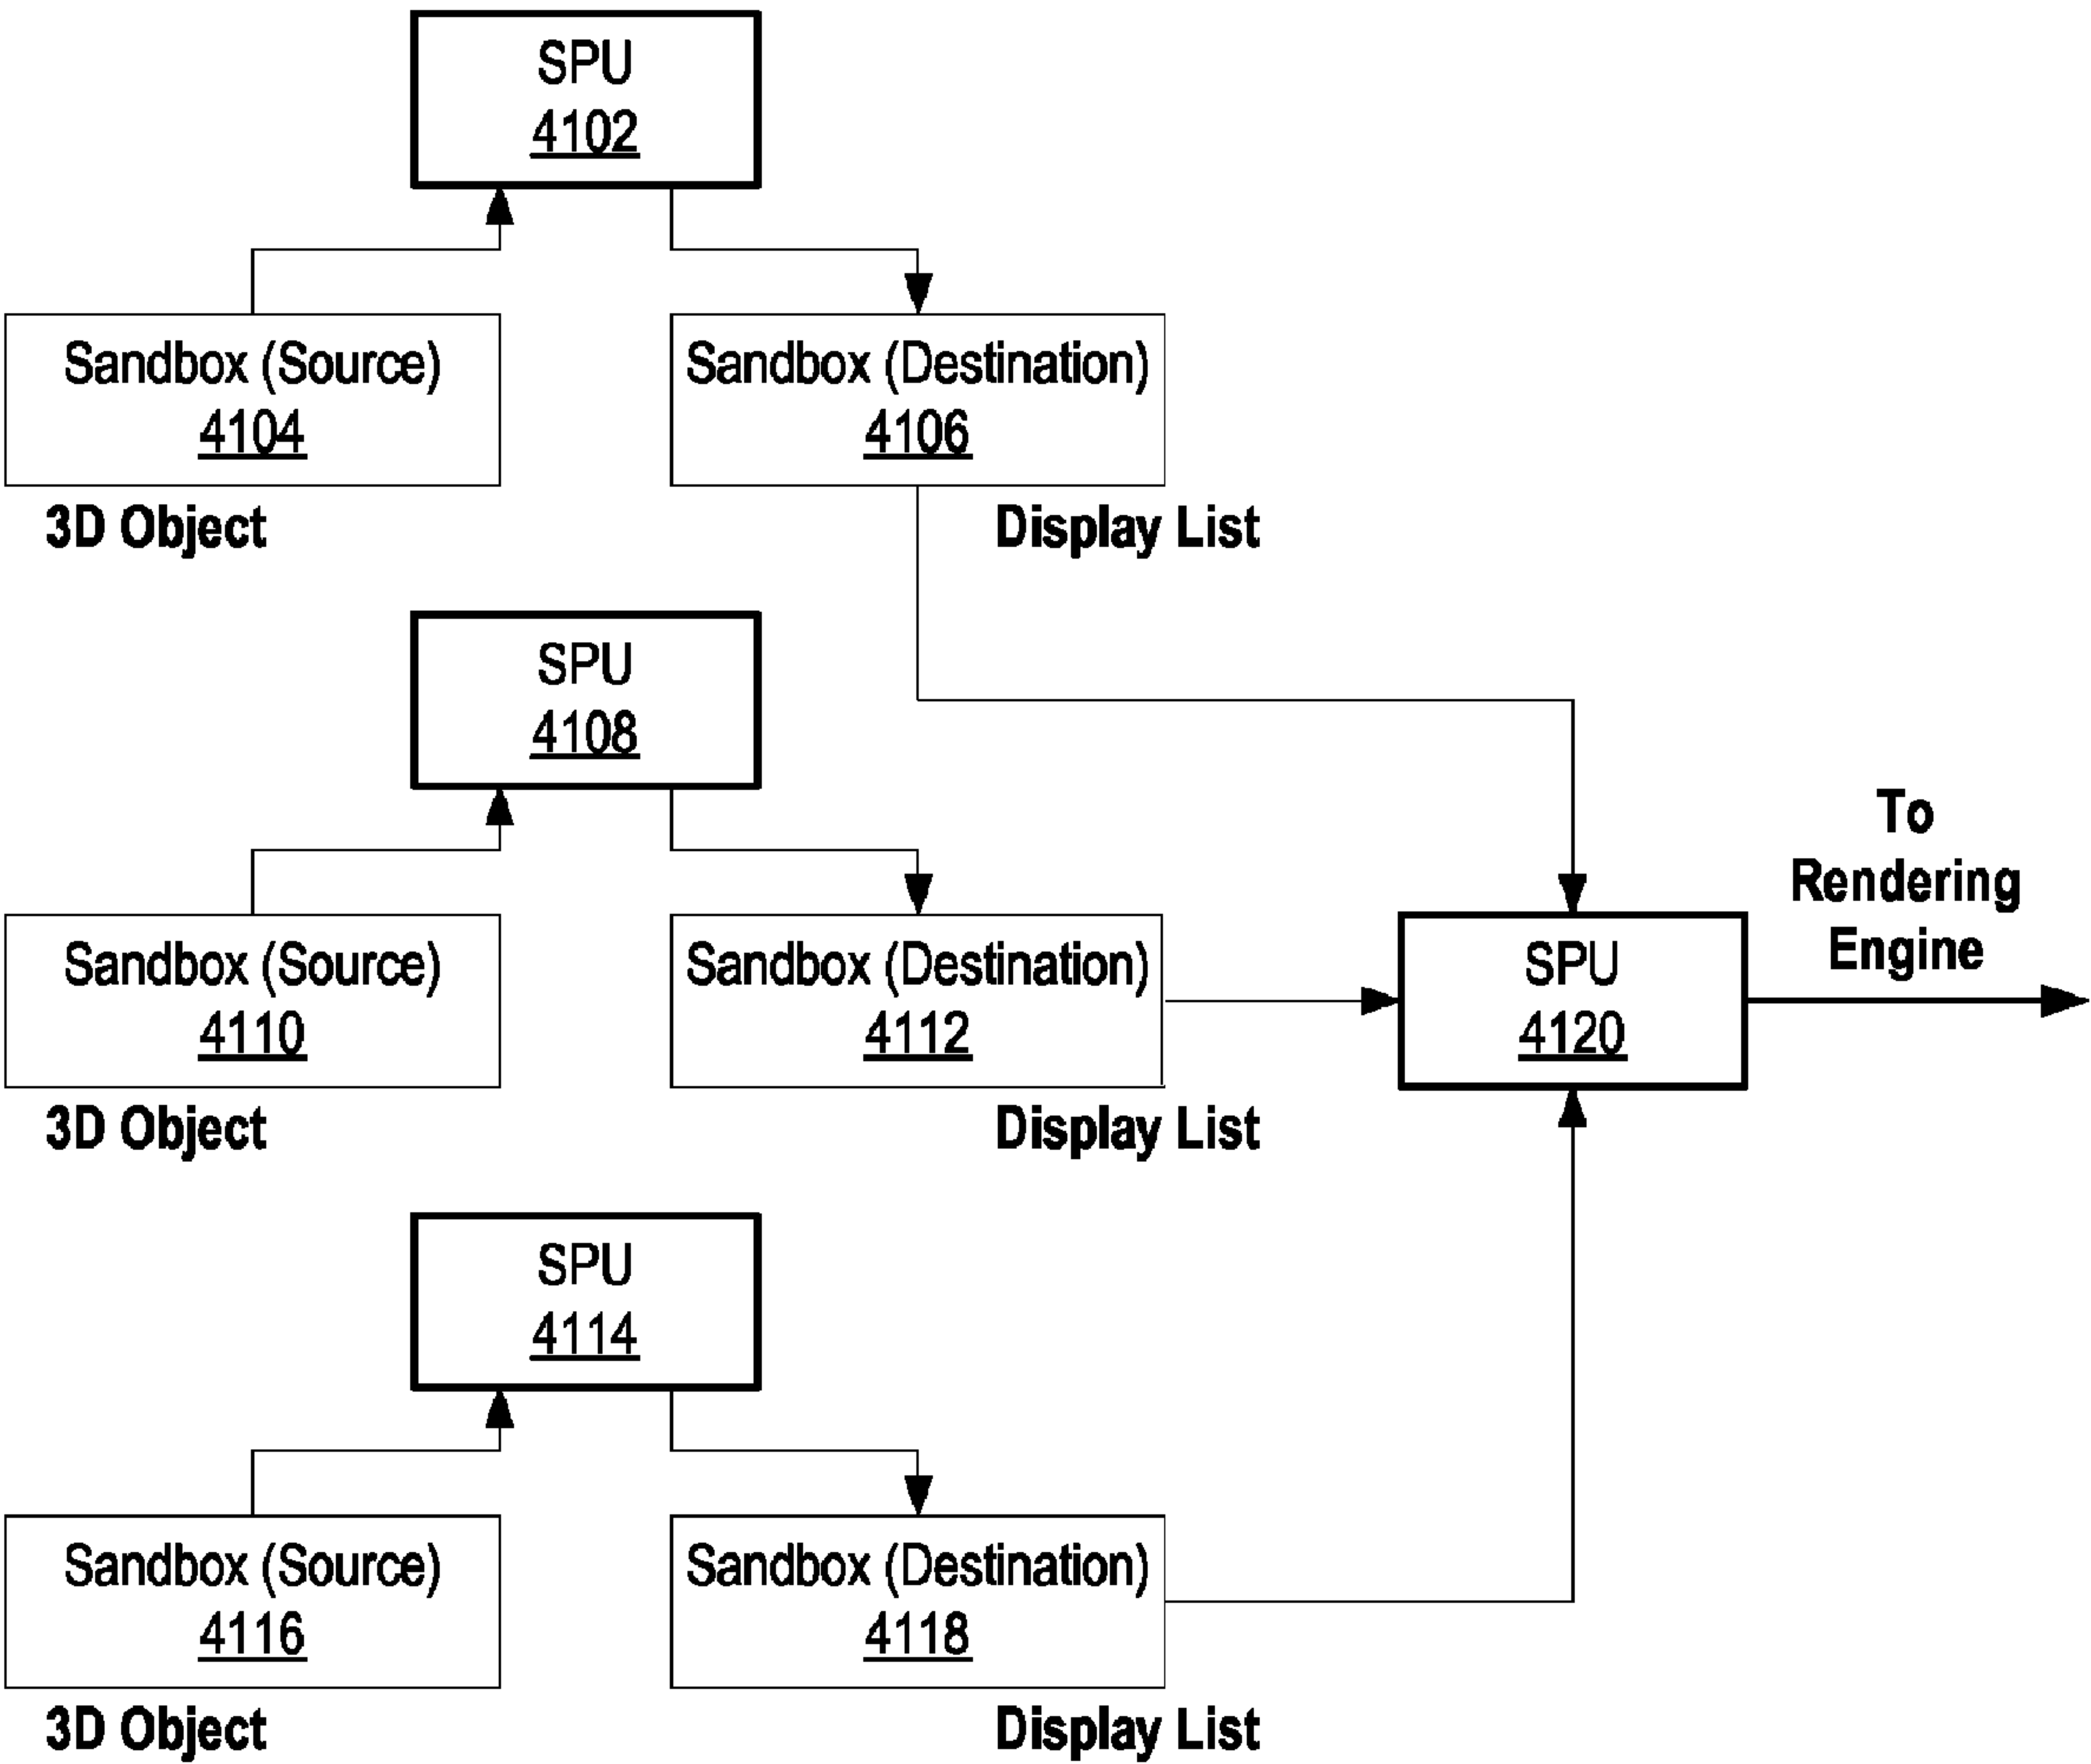 SPU
4102
Sandbox (Source)
4104
3D Object
Sandbox (Destination)
4106
Display List
SPU
4108
Sandbox (Source)
4110
3D Object
Sandbox (Destination)
4112
Display List
SPU
4120
To
Rendering
Engine
SPU
4114
Sandbox (Source)
4116
3D Object
Sandbox (Destination)
4118
Display List